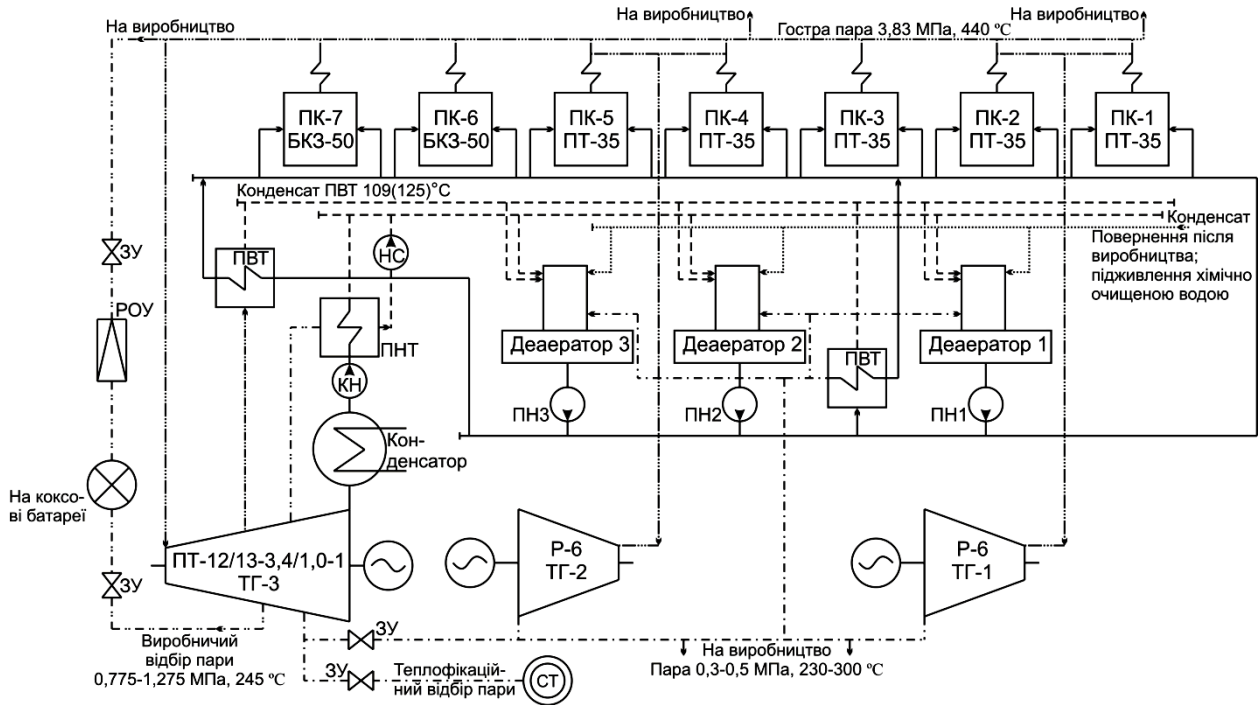 На виробництво
На виробництво
На виробництво
Гостра пара 3,83 МПа, 440 ℃
ПК-7
БКЗ-50
ПК-6
БКЗ-50
ПК-5
ПТ-35
ПК-4
ПТ-35
ПК-3
ПТ-35
ПК-2
ПТ-35
ПК-1
ПТ-35
Конденсат ПВТ 109(125)°С
Конденсат
Повернення після
виробництва;
підживлення хімічно
очищеною водою
ЗУ
ПВТ
НС
РОУ
ПНТ
КН
Деаератор 3
Деаератор 2
ПВТ
Деаератор 1
ПН3
ПН2
ПН1
Кон-
денсатор
На коксо-
ві батареї
ПТ-12/13-3,4/1,0-1
ТГ-3
Р-6
ТГ-2
Р-6
ТГ-1
ЗУ
ЗУ
Виробничий
відбір пари
0,775-1,275 МПа, 245 ℃
На виробництво
Пара 0,3-0,5 МПа, 230-300 ℃
ЗУ
Теплофікацій-
ний відбір пари
СТ